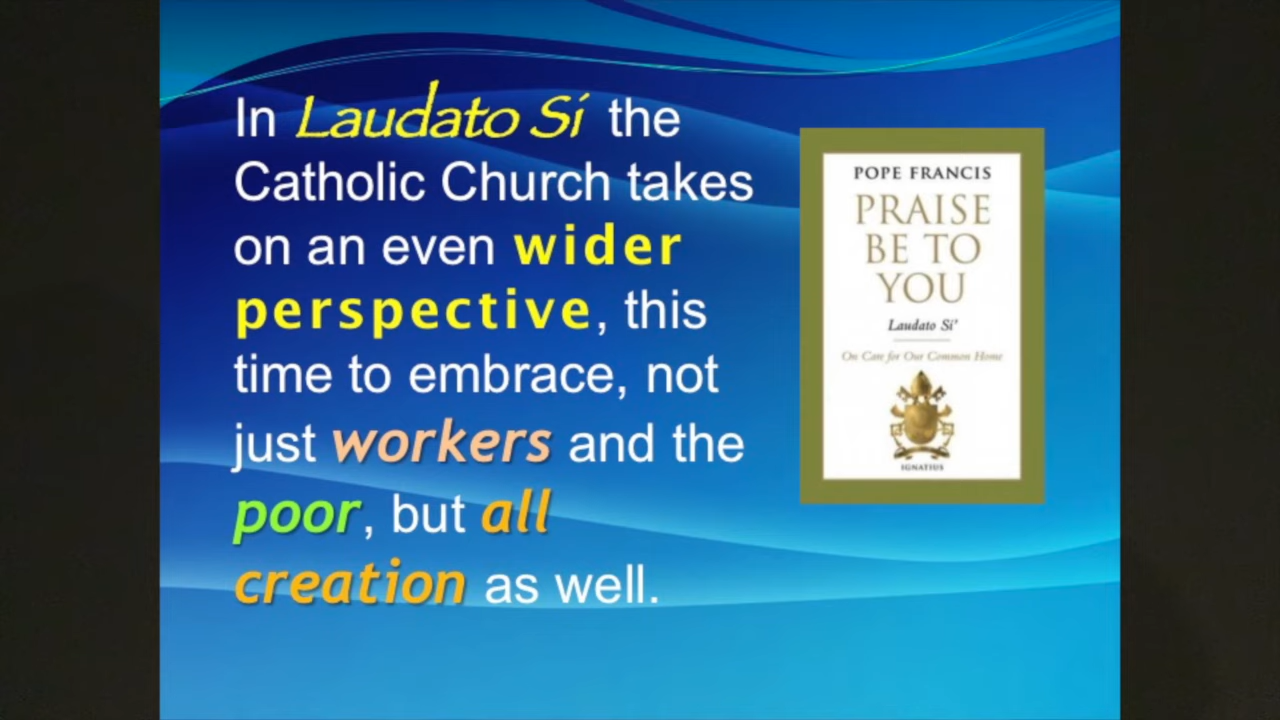 In Laudato Sí the
Catholic Church takes
on an even wider
perspective, this
time to embrace, not
just workers and the
poor, but all
creation as well.
POPE FRANCIS
PRAISE
BE TO
YOU
Laudato Si'
On Care for Our Common Home
IGNATIUS